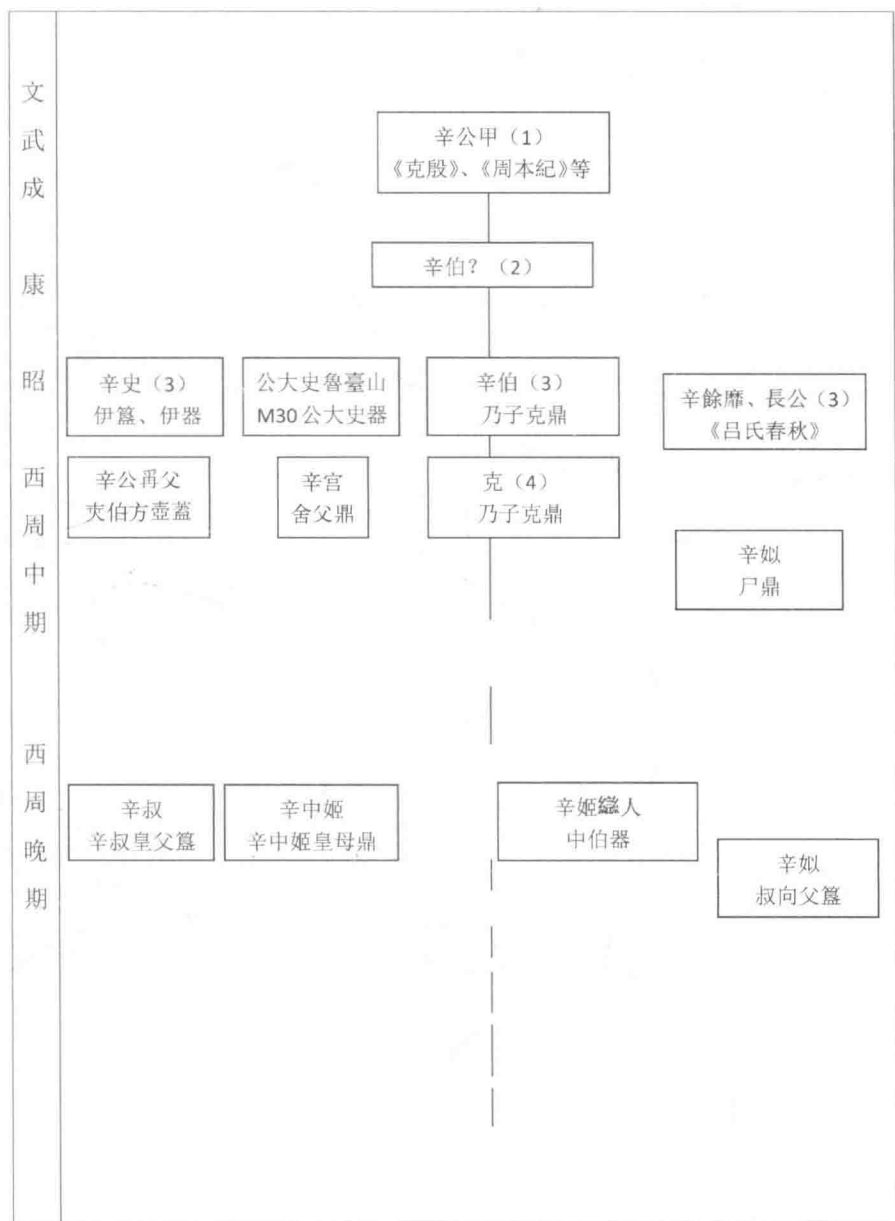 文武成
辛公甲（1）
《克殷》、《周本紀》等
康
辛伯？（2）
昭
辛史（3）
伊簋、伊器
公大史魯臺山
M30公大史器
辛伯（3）
乃子克鼎
辛餘靡、長公（3）
《吕氏春秋》
西周中期
辛公爯父
夾伯方壺蓋
辛宫
舍父鼎
克（4）
乃子克鼎
辛姒
尸鼎
西周晚期
辛叔
辛叔皇父簋
辛中姬
辛中姬皇母鼎
辛姬䜌人
中伯器
辛姒
叔向父簋